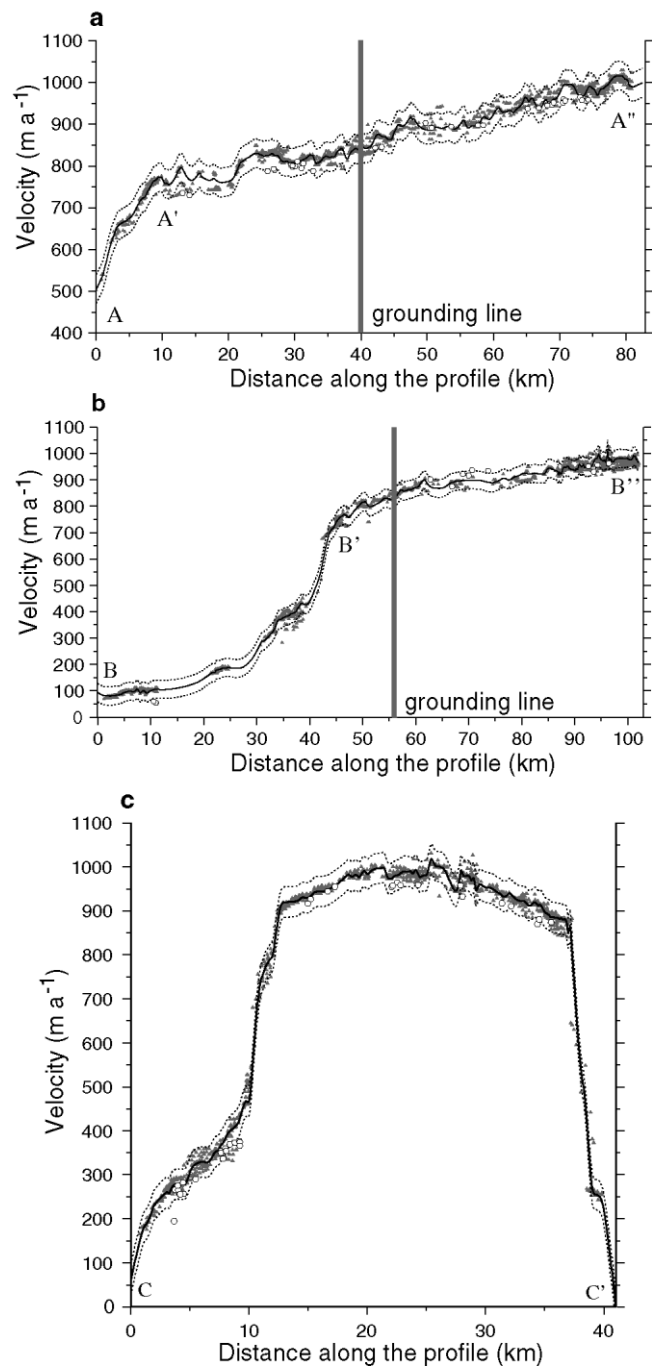 a
1100
1000
900
800
700
600
500
400
Velocity (m a-1)
A
A'
A"
grounding line
0 10 20 30 40 50 60 70 80
Distance along the profile (km)
b
1100
1000
900
800
700
600
500
400
300
200
100
0
Velocity (m a-1)
B
B'
B''
grounding line
0 10 20 30 40 50 60 70 80 90 100
Distance along the profile (km)
c
1100
1000
900
800
700
600
500
400
300
200
100
0
Velocity (m a-1)
C
C'
0 10 20 30 40
Distance along the profile (km)